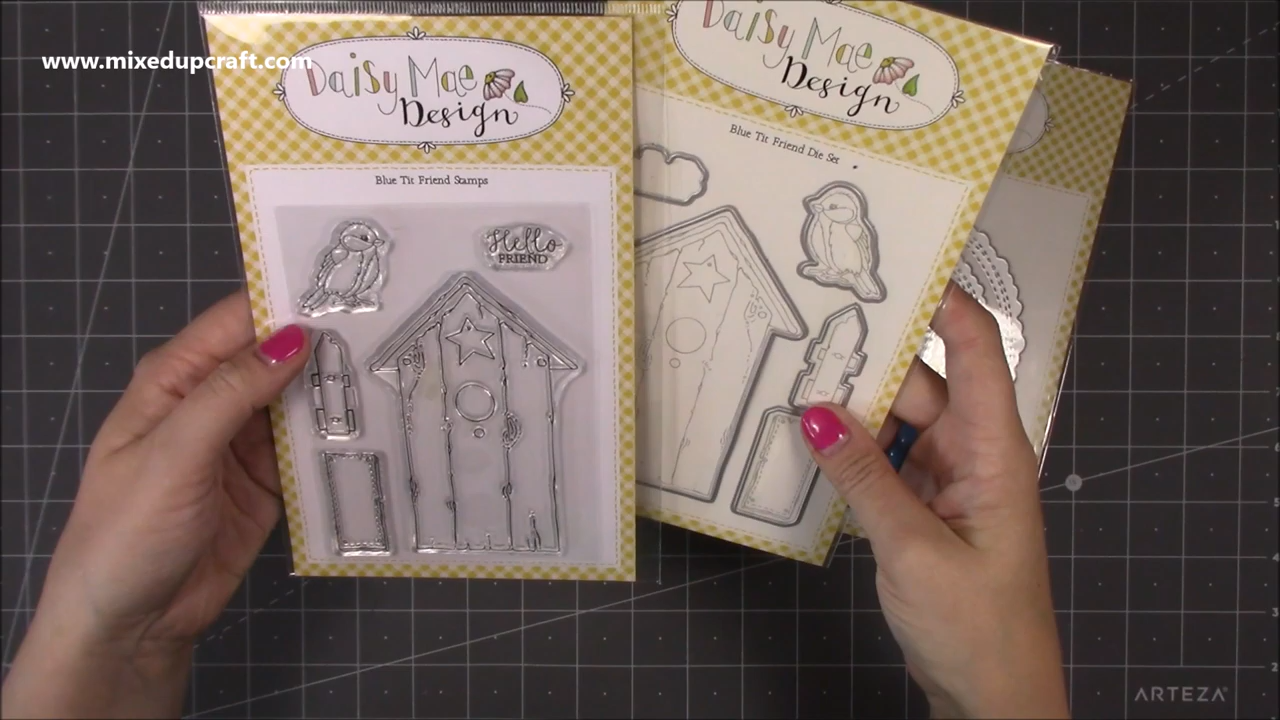 www.mixedupcraft.com
Daisy Mae
Design
Blue Tit Friend Stamps
Hello
FRIEND
Daisy Mae
Design
Blue Tit Friend Die Set
ARTEZA